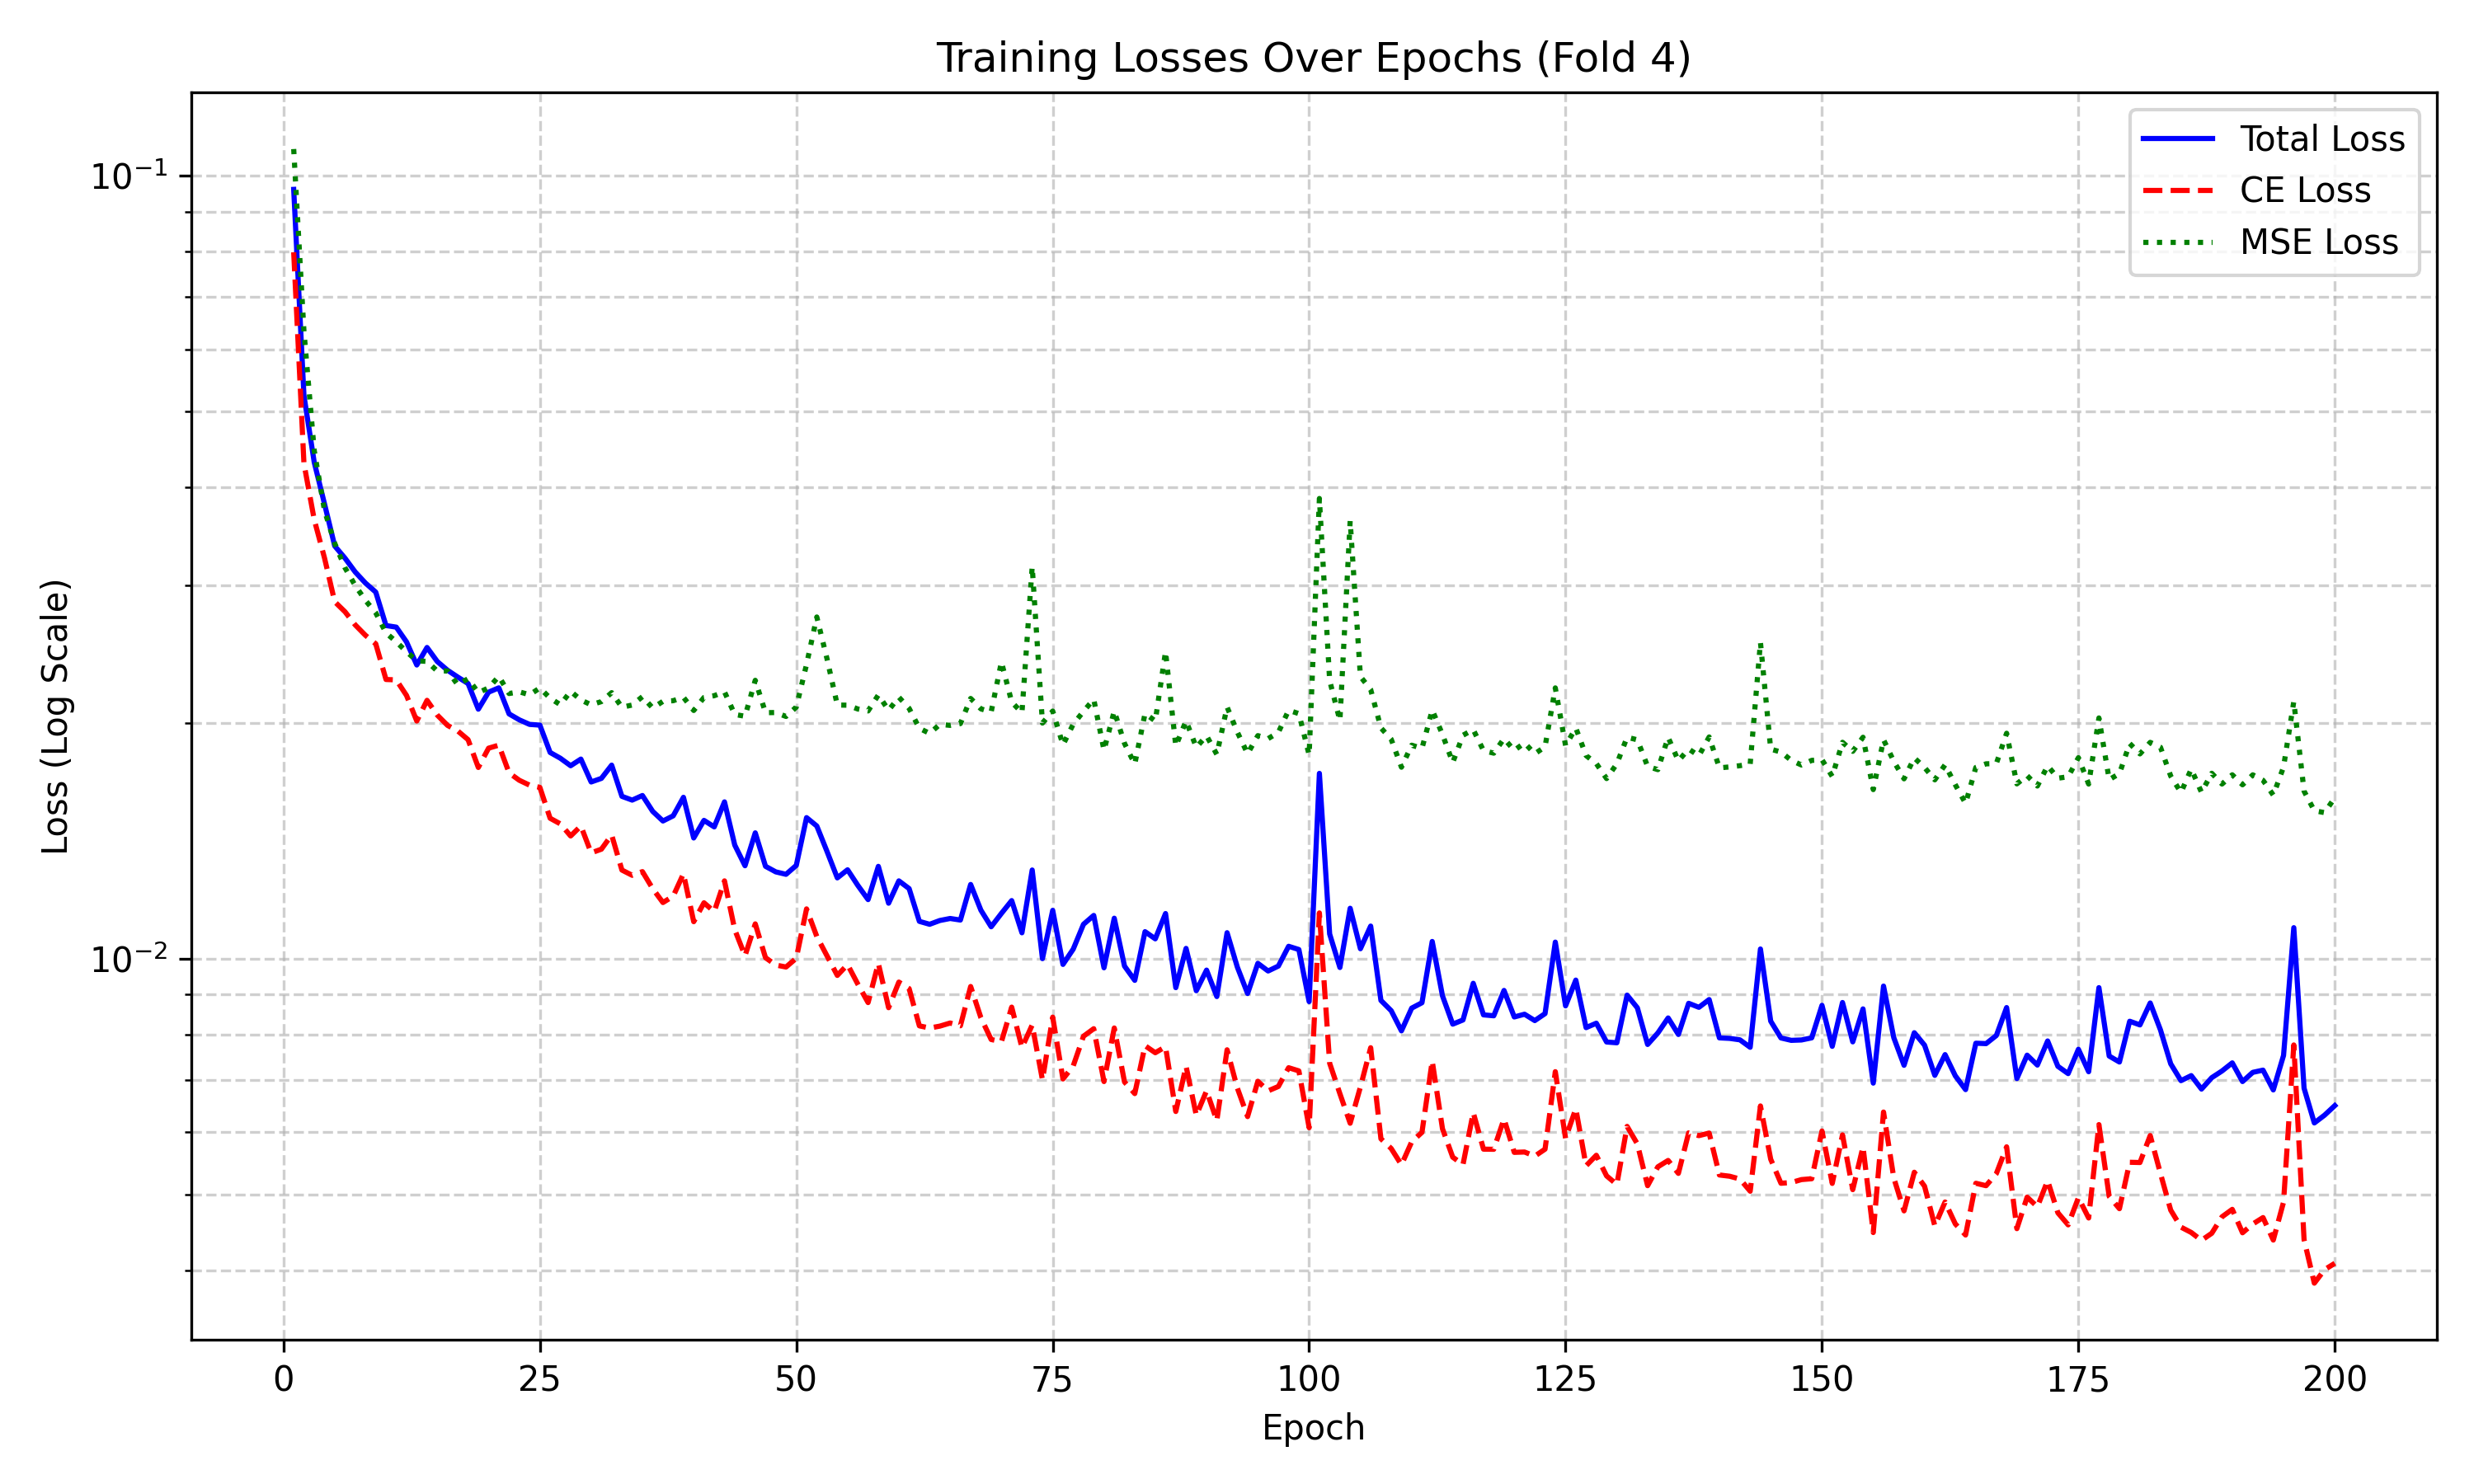 Training Losses Over Epochs (Fold 4)
Total Loss
CE Loss
MSE Loss
Loss (Log Scale)
10⁻¹
10⁻²
0 25 50 75 100 125 150 175 200
Epoch